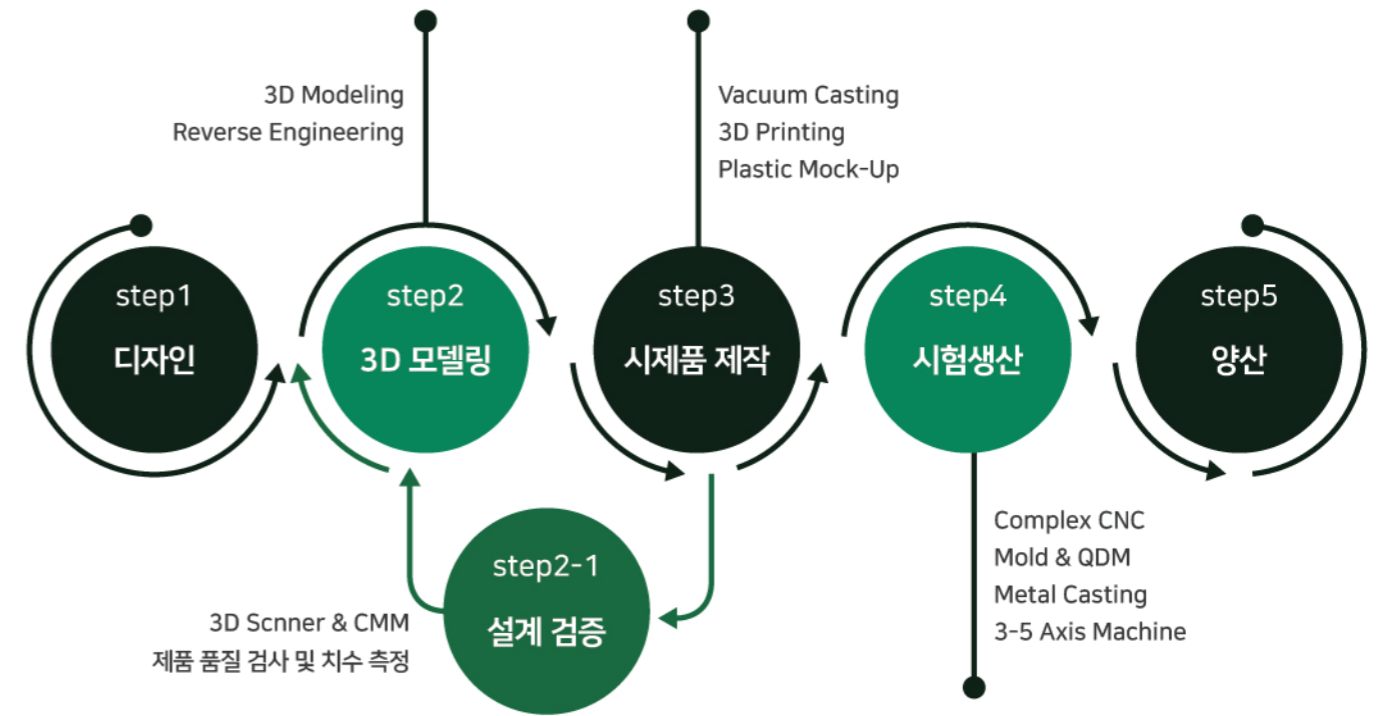 3D Modeling
Reverse Engineering
Vacuum Casting
3D Printing
Plastic Mock-Up
step1
디자인
step2
3D 모델링
step3
시제품 제작
step4
시험생산
step5
양산
step2-1
설계 검증
3D Scnner & CMM
제품 품질 검사 및 치수 측정
Complex CNC
Mold & QDM
Metal Casting
3-5 Axis Machine